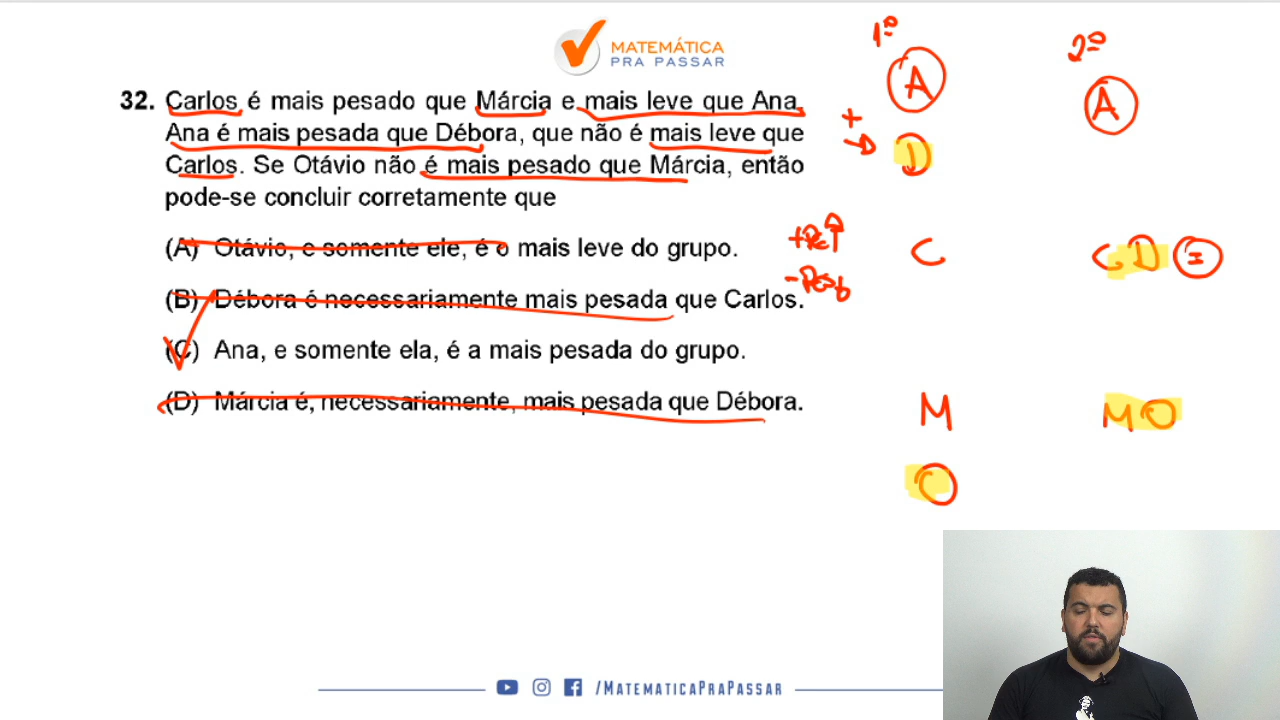 MATEMÁTICA
PRA PASSAR
32. Carlos é mais pesado que Márcia e mais leve que Ana.
Ana é mais pesada que Débora, que não é mais leve que
Carlos. Se Otávio não é mais pesado que Márcia, então
pode-se concluir corretamente que
(A) Otávio, e somente ele, é o mais leve do grupo.
(B) Débora é necessariamente mais pesada que Carlos.
(C) Ana, e somente ela, é a mais pesada do grupo.
(D) Márcia é, necessariamente, mais pesada que Débora.
1º
2º
A
A
+
D
C
C D =
M
M O
O
/MATEMATICAPRAPASSAR